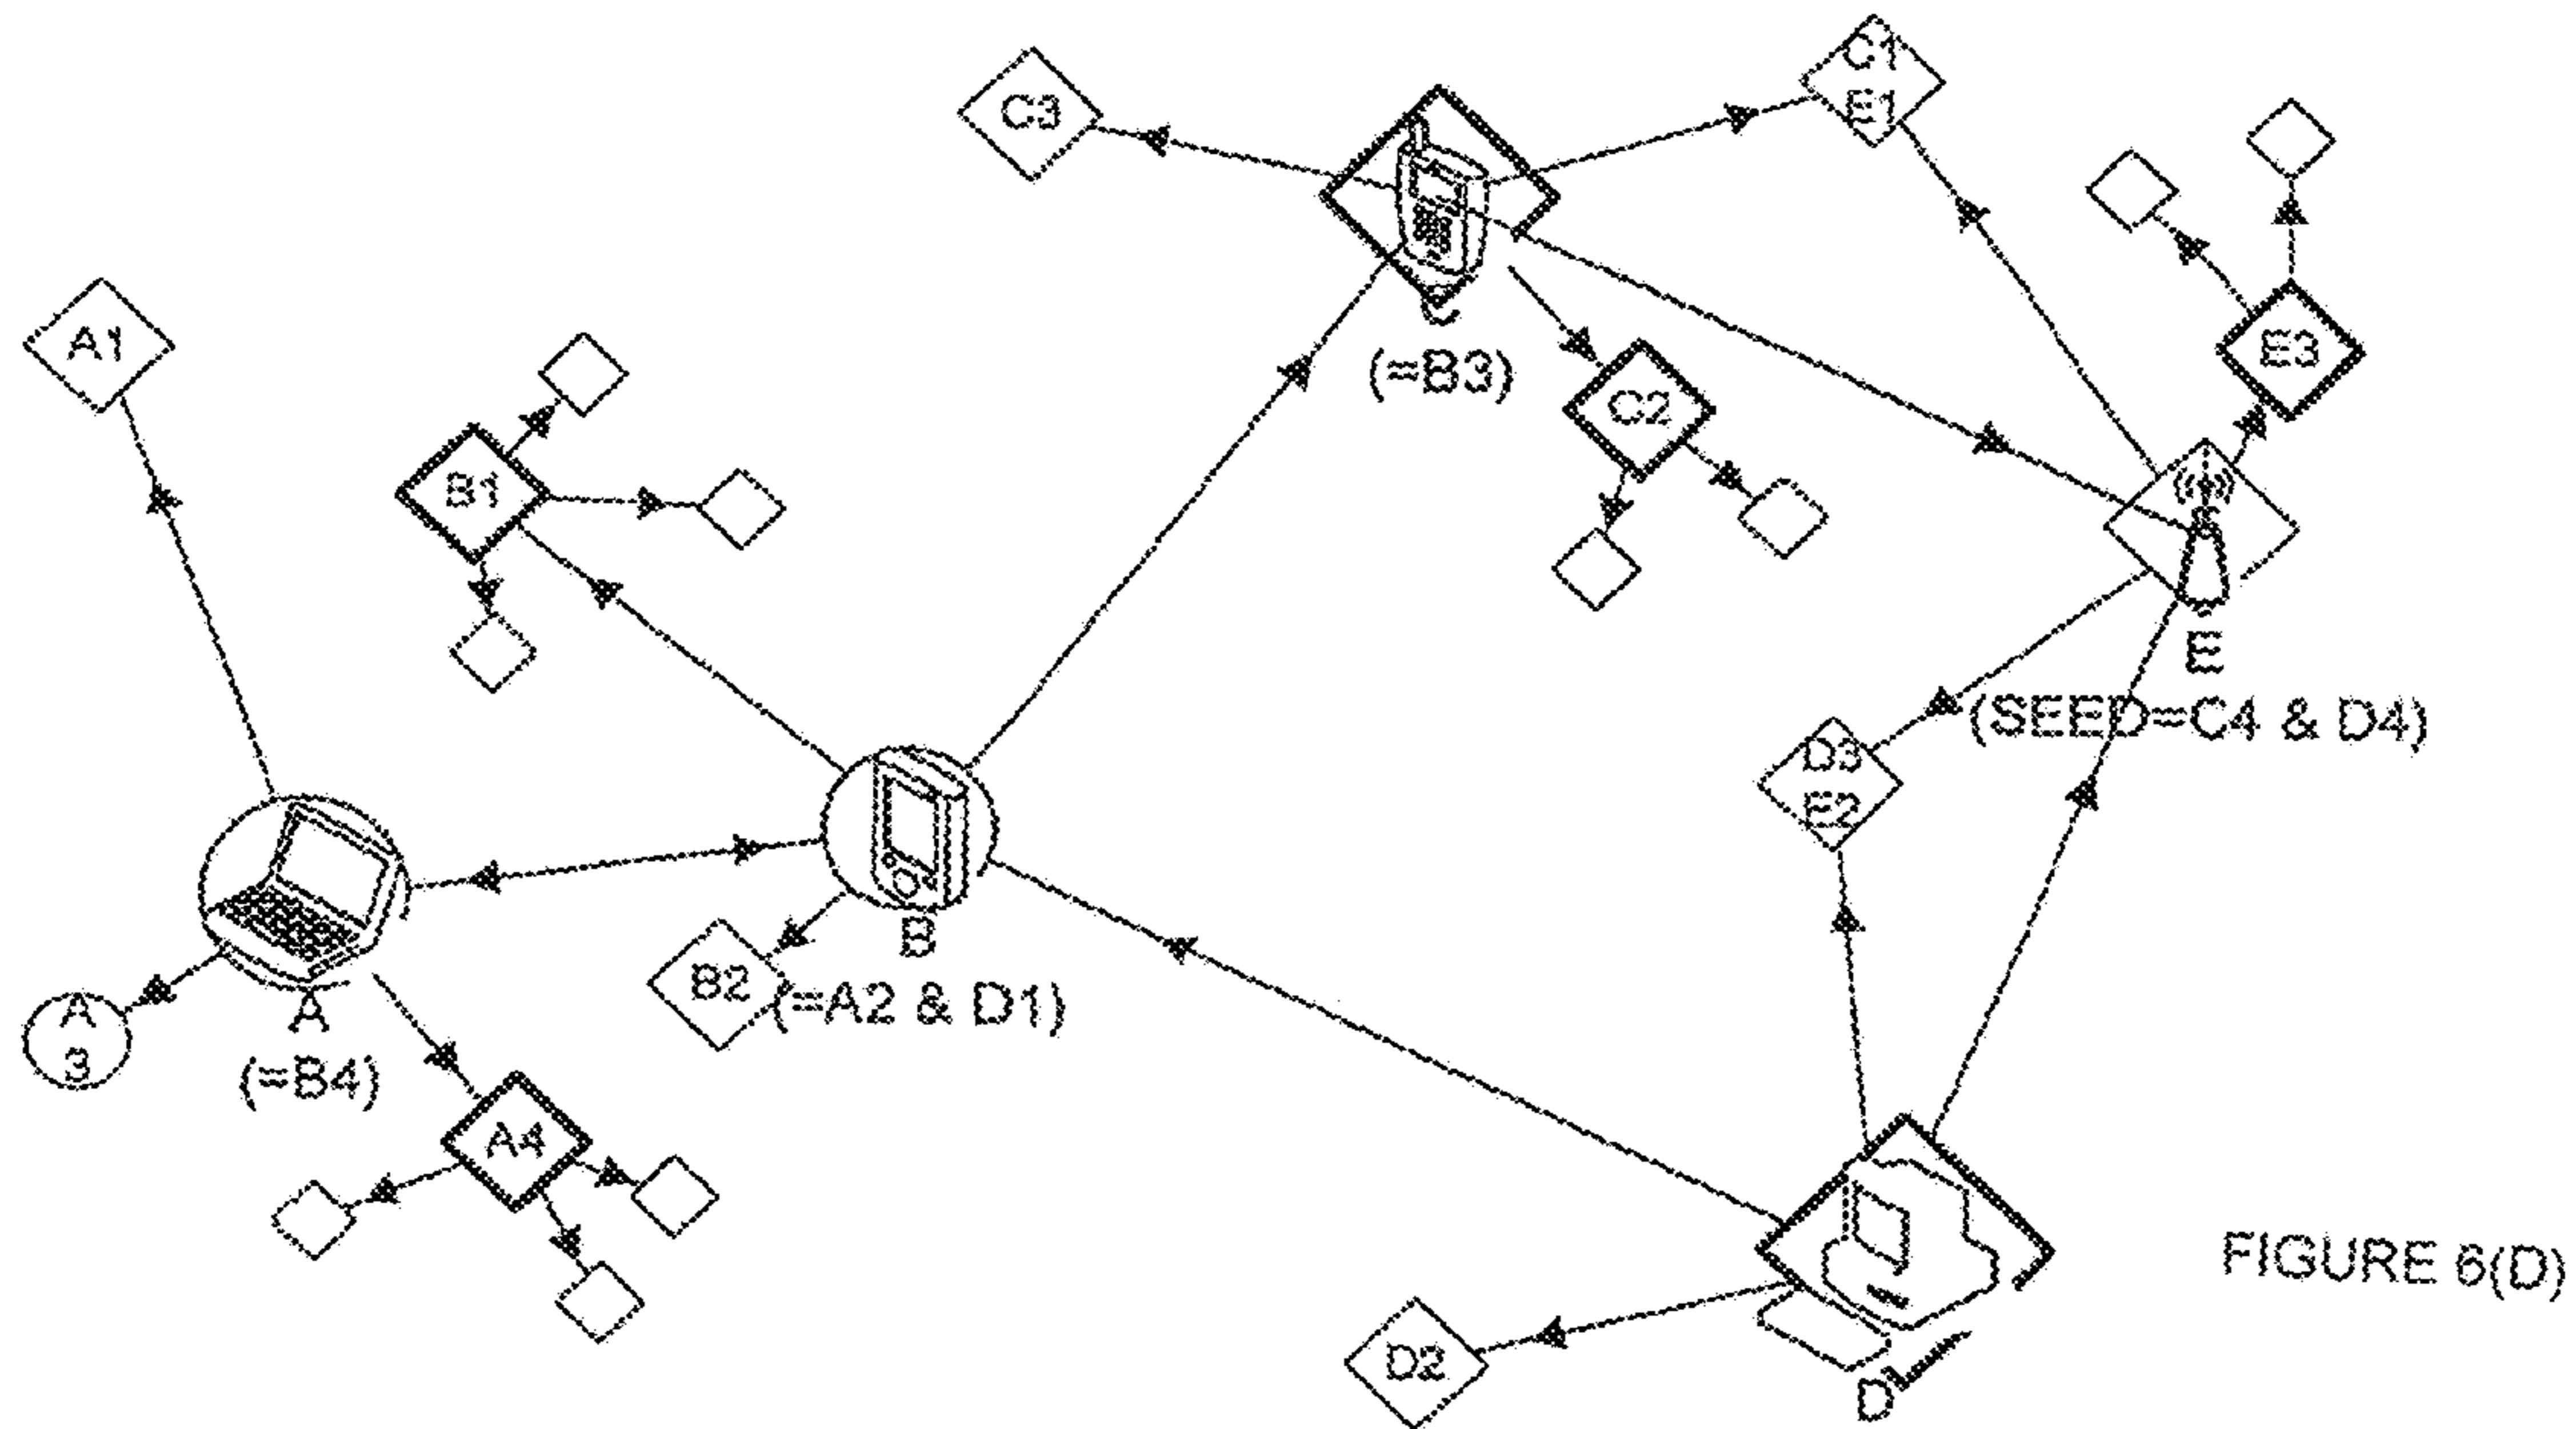 C1
E1
C3
C
(=B3)
A1
E3
C2
B1
E
(SEED=C4 & D4)
D3
E2
B
B2
(=A2 & D1)
A
3
A
(=B4)
A4
FIGURE 6(D)
D2
D